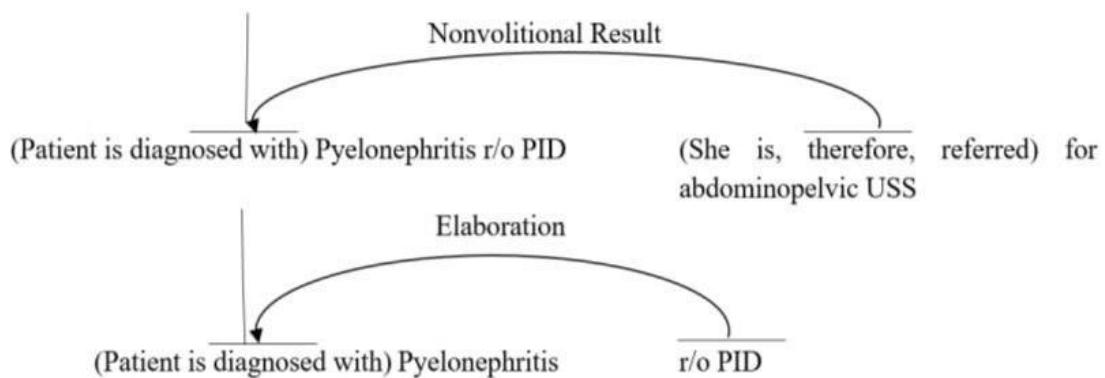 Nonvolitional Result
(Patient is diagnosed with) Pyelonephritis r/o PID
(She is, therefore, referred) for
abdominopelvic USS
Elaboration
(Patient is diagnosed with) Pyelonephritis
r/o PID